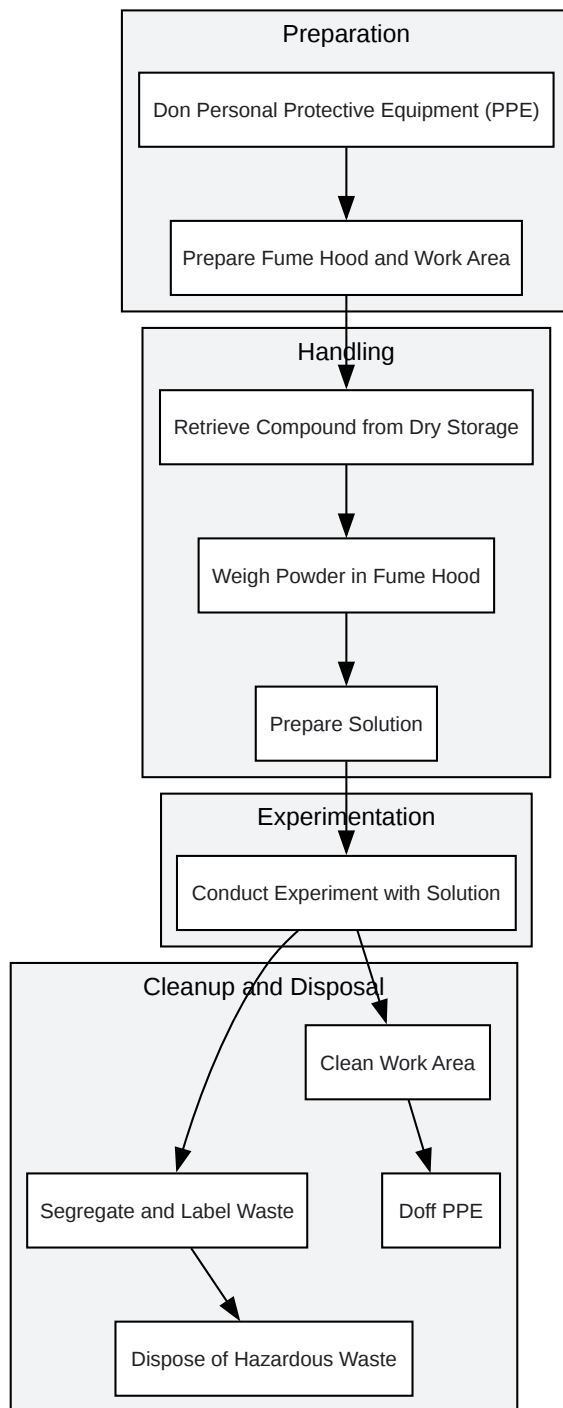 Preparation
Don Personal Protective Equipment (PPE)
Prepare Fume Hood and Work Area
Handling
Retrieve Compound from Dry Storage
Weigh Powder in Fume Hood
Prepare Solution
Experimentation
Conduct Experiment with Solution
Cleanup and Disposal
Clean Work Area
Segregate and Label Waste
Doff PPE
Dispose of Hazardous Waste